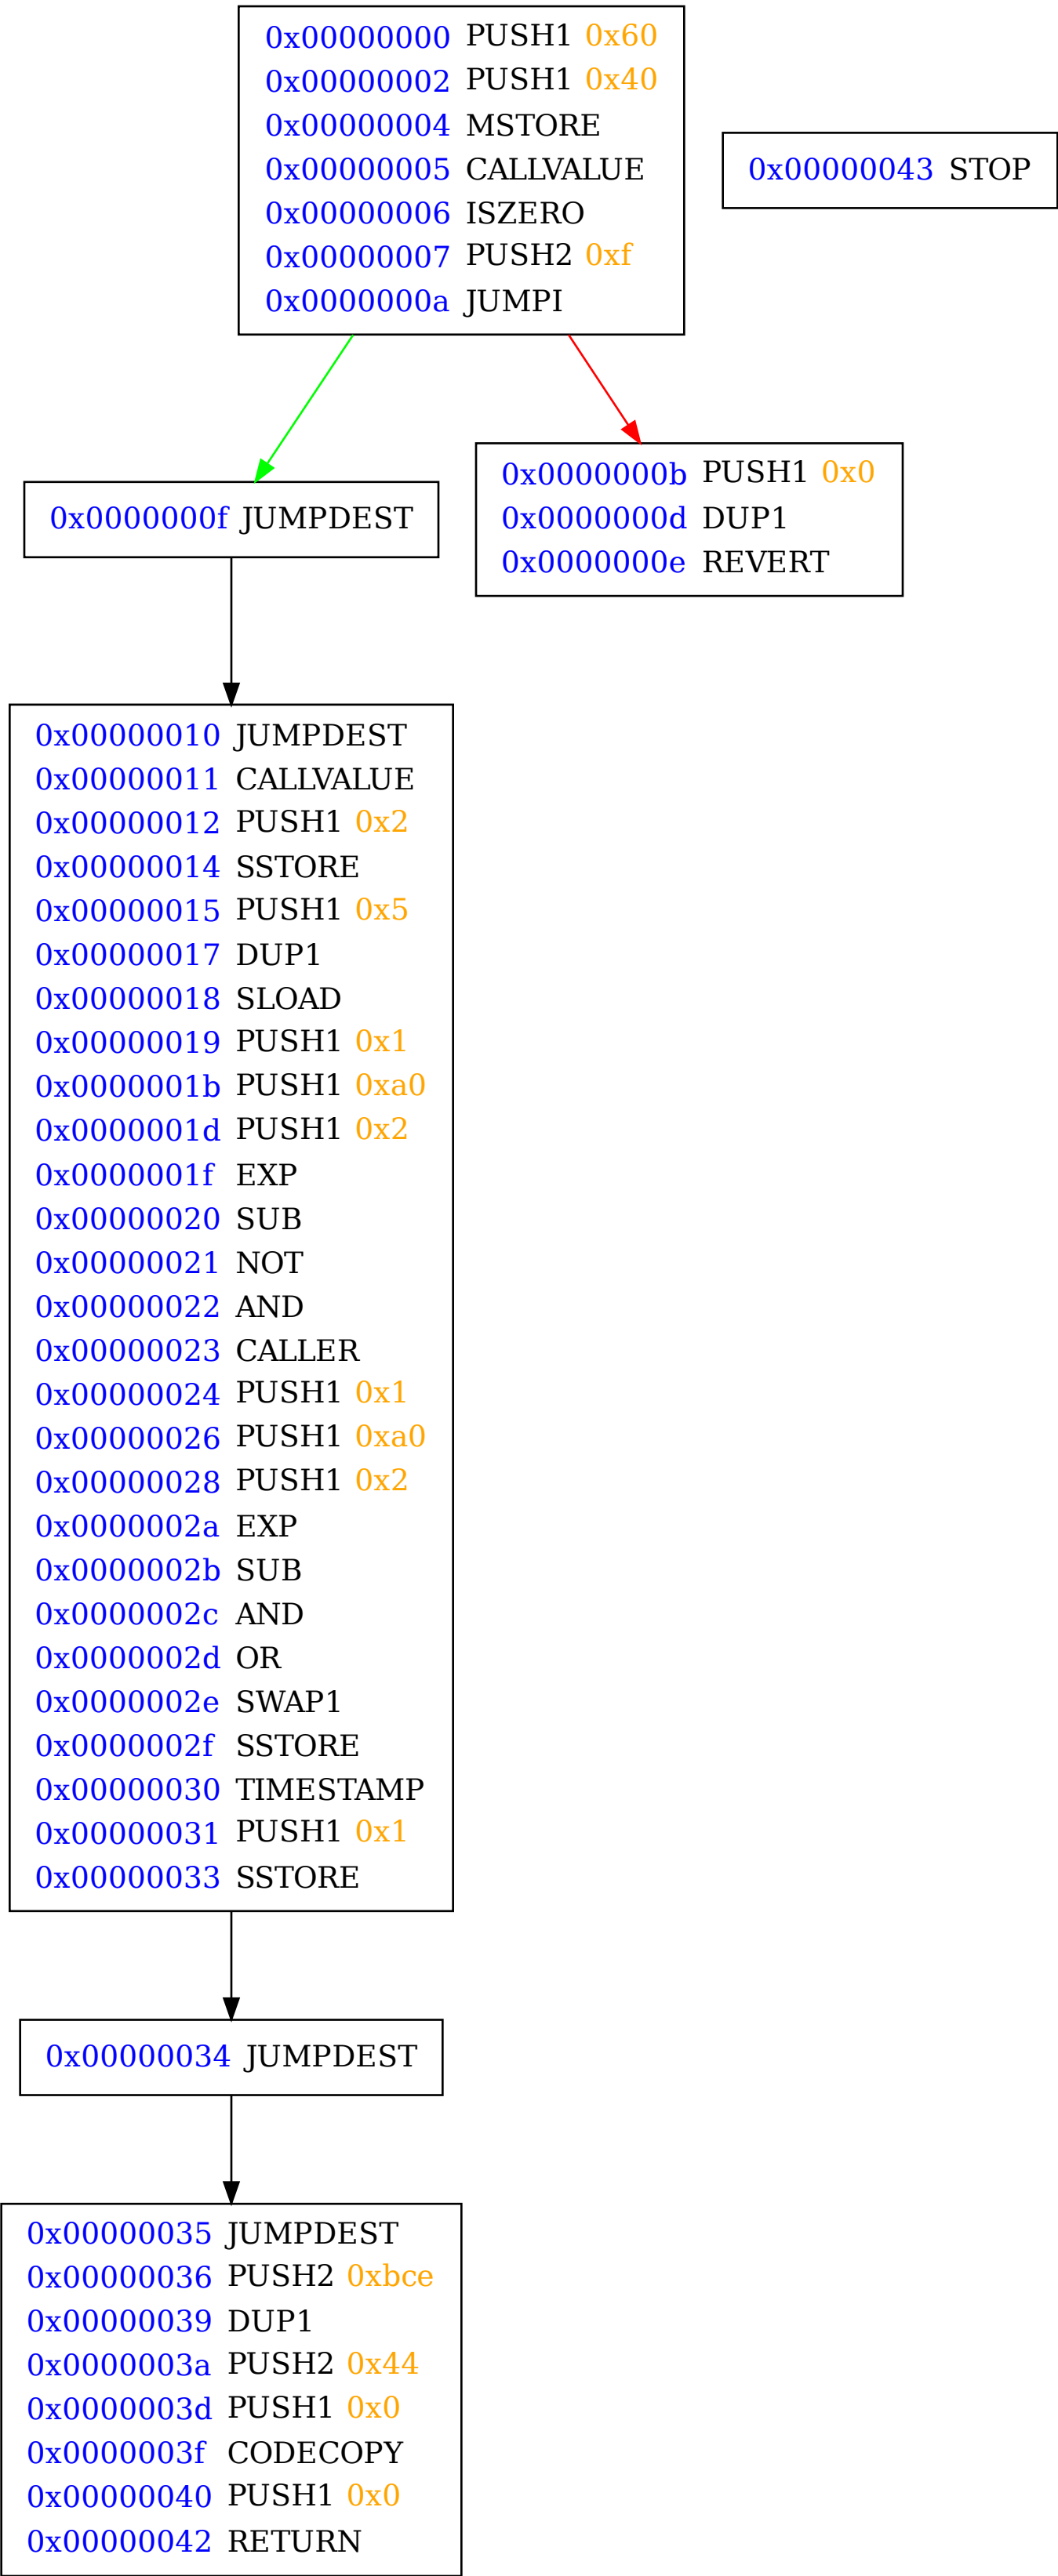 0x00000000 PUSH1 0x60
0x00000002 PUSH1 0x40
0x00000004 MSTORE
0x00000005 CALLVALUE
0x00000006 ISZERO
0x00000007 PUSH2 0xf
0x0000000a JUMPI
0x00000043 STOP
0x0000000f JUMPDEST
0x0000000b PUSH1 0x0
0x0000000d DUP1
0x0000000e REVERT
0x00000010 JUMPDEST
0x00000011 CALLVALUE
0x00000012 PUSH1 0x2
0x00000014 SSTORE
0x00000015 PUSH1 0x5
0x00000017 DUP1
0x00000018 SLOAD
0x00000019 PUSH1 0x1
0x0000001b PUSH1 0xa0
0x0000001d PUSH1 0x2
0x0000001f EXP
0x00000020 SUB
0x00000021 NOT
0x00000022 AND
0x00000023 CALLER
0x00000024 PUSH1 0x1
0x00000026 PUSH1 0xa0
0x00000028 PUSH1 0x2
0x0000002a EXP
0x0000002b SUB
0x0000002c AND
0x0000002d OR
0x0000002e SWAP1
0x0000002f SSTORE
0x00000030 TIMESTAMP
0x00000031 PUSH1 0x1
0x00000033 SSTORE
0x00000034 JUMPDEST
0x00000035 JUMPDEST
0x00000036 PUSH2 0xbce
0x00000039 DUP1
0x0000003a PUSH2 0x44
0x0000003d PUSH1 0x0
0x0000003f CODECOPY
0x00000040 PUSH1 0x0
0x00000042 RETURN